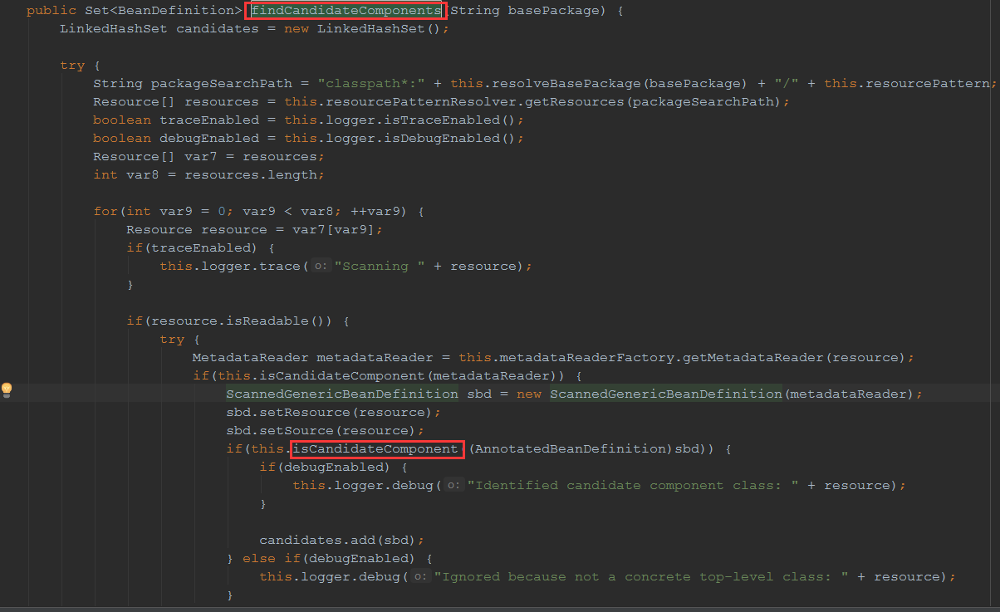 public Set<BeanDefinition> findCandidateComponents(String basePackage) {
LinkedHashSet candidates = new LinkedHashSet();
try {
String packageSearchPath = "classpath*:" + this.resolveBasePackage(basePackage) + "/" + this.resourcePattern;
Resource[] resources = this.resourcePatternResolver.getResources(packageSearchPath);
boolean traceEnabled = this.logger.isTraceEnabled();
boolean debugEnabled = this.logger.isDebugEnabled();
Resource[] var7 = resources;
int var8 = resources.length;
for(int var9 = 0; var9 < var8; ++var9) {
Resource resource = var7[var9];
if(traceEnabled) {
this.logger.trace( o: "Scanning " + resource);
}
if(resource.isReadable()) {
try {
MetadataReader metadataReader = this.metadataReaderFactory.getMetadataReader(resource);
if(this.isCandidateComponent(metadataReader)) {
ScannedGenericBeanDefinition sbd = new ScannedGenericBeanDefinition(metadataReader);
sbd.setResource(resource);
sbd.setSource(resource);
if(this.isCandidateComponent((AnnotatedBeanDefinition)sbd)) {
if(debugEnabled) {
this.logger.debug( o: "Identified candidate component class: " + resource);
}
candidates.add(sbd);
} else if(debugEnabled) {
this.logger.debug( o: "Ignored because not a concrete top-level class: " + resource);
}